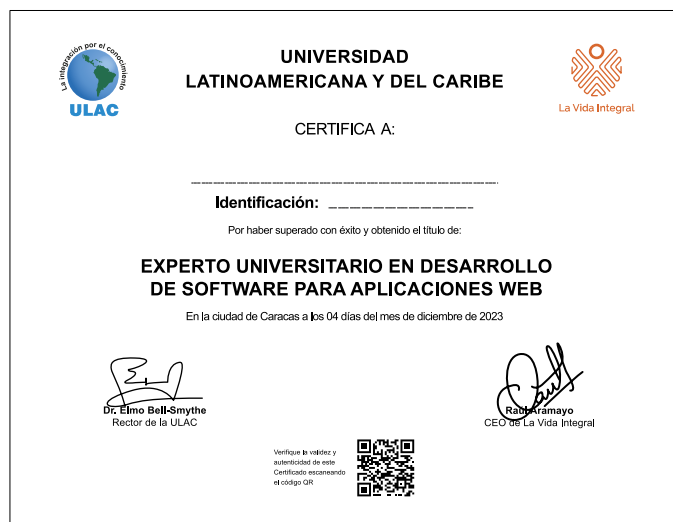 La integración por el conocimiento
ULAC
UNIVERSIDAD
LATINOAMERICANA Y DEL CARIBE
La Vida Integral
CERTIFICA A:
Identificación:
Por haber superado con éxito y obtenido el título de:
EXPERTO UNIVERSITARIO EN DESARROLLO
DE SOFTWARE PARA APLICACIONES WEB
En la ciudad de Caracas a los 04 días del mes de diciembre de 2023
Dr. Elmo Bell-Smythe
Rector de la ULAC
Raúl Aramayo
CEO de La Vida Integral
Verifique la validez y
autenticidad de este
Certificado escaneando
el código QR